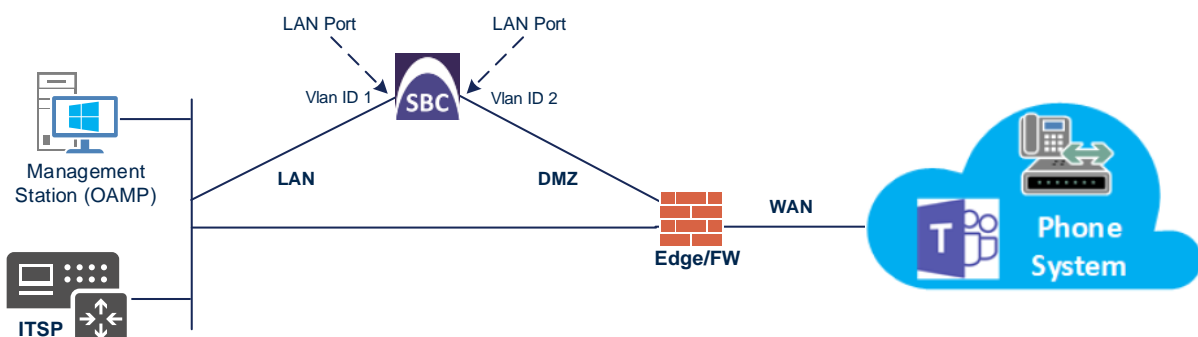 LAN Port
LAN Port
Vlan ID 1
SBC
Vlan ID 2
Management
Station (OAMP)
LAN
DMZ
WAN
Edge/FW
T
Phone
System
ITSP